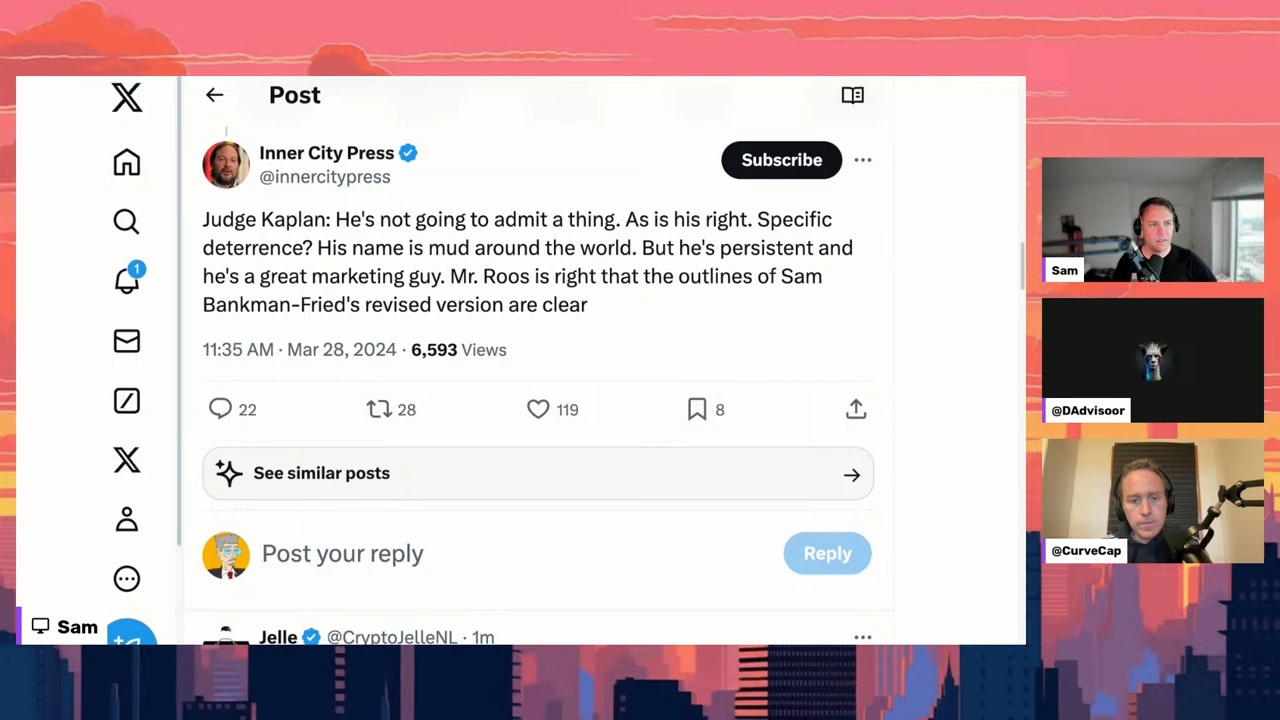 Post
Inner City Press
@innercitypress
Subscribe
Judge Kaplan: He's not going to admit a thing. As is his right. Specific
deterrence? His name is mud around the world. But he's persistent and
he's a great marketing guy. Mr. Roos is right that the outlines of Sam
Bankman-Fried's revised version are clear
11:35 AM · Mar 28, 2024 · 6,593 Views
22
28
119
8
See similar posts
Post your reply
Reply
Jelle @CryptoJelleNL · 1m
1
Sam
Sam
@DAdvisoor
@CurveCap